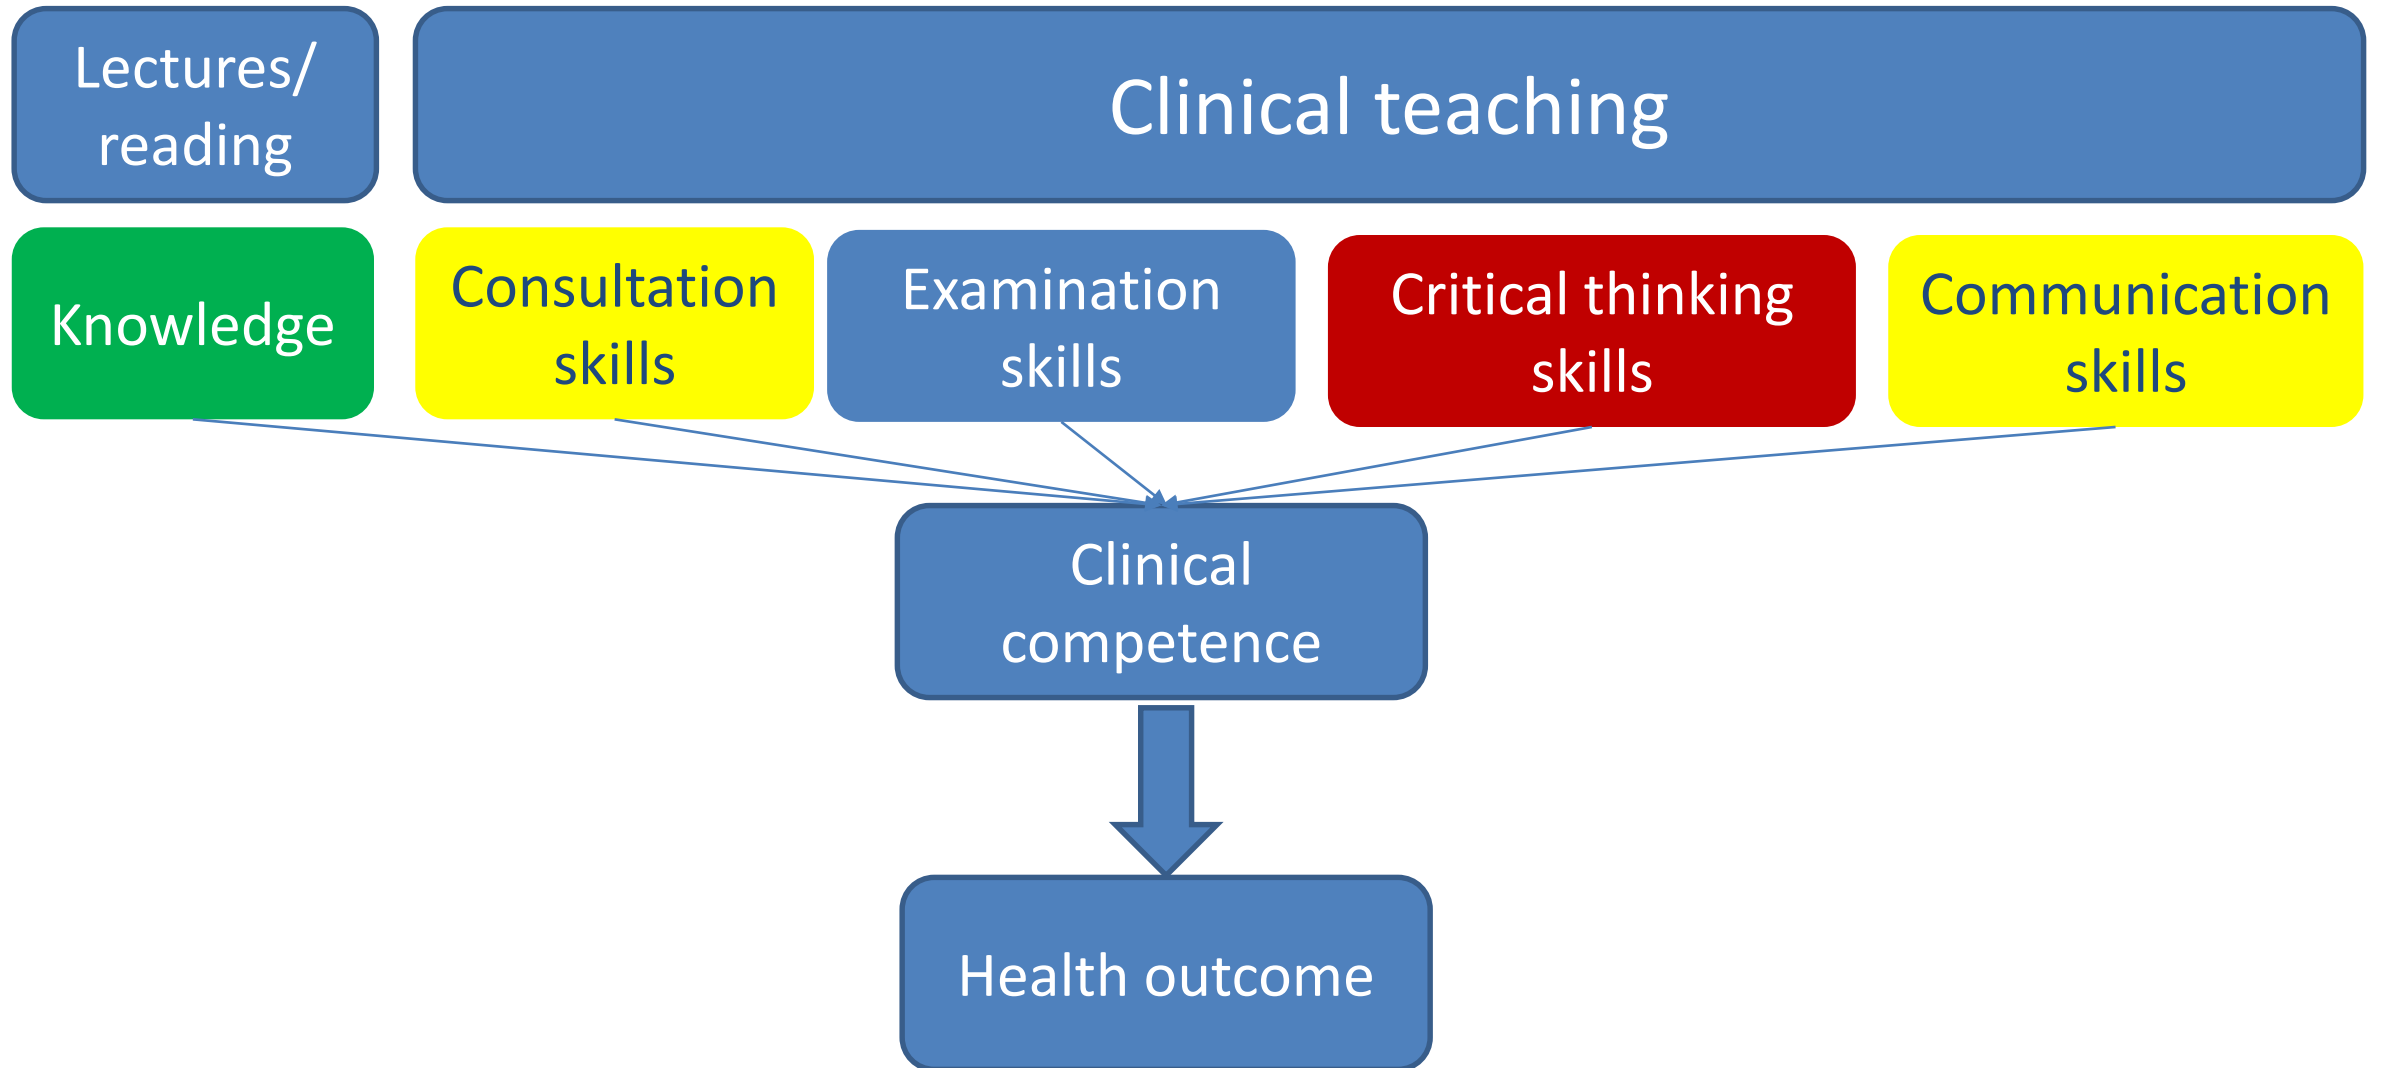 Lectures/
reading
Clinical teaching
Knowledge
Consultation
skills
Examination
skills
Critical thinking
skills
Communication
skills
Clinical
competence
Health outcome